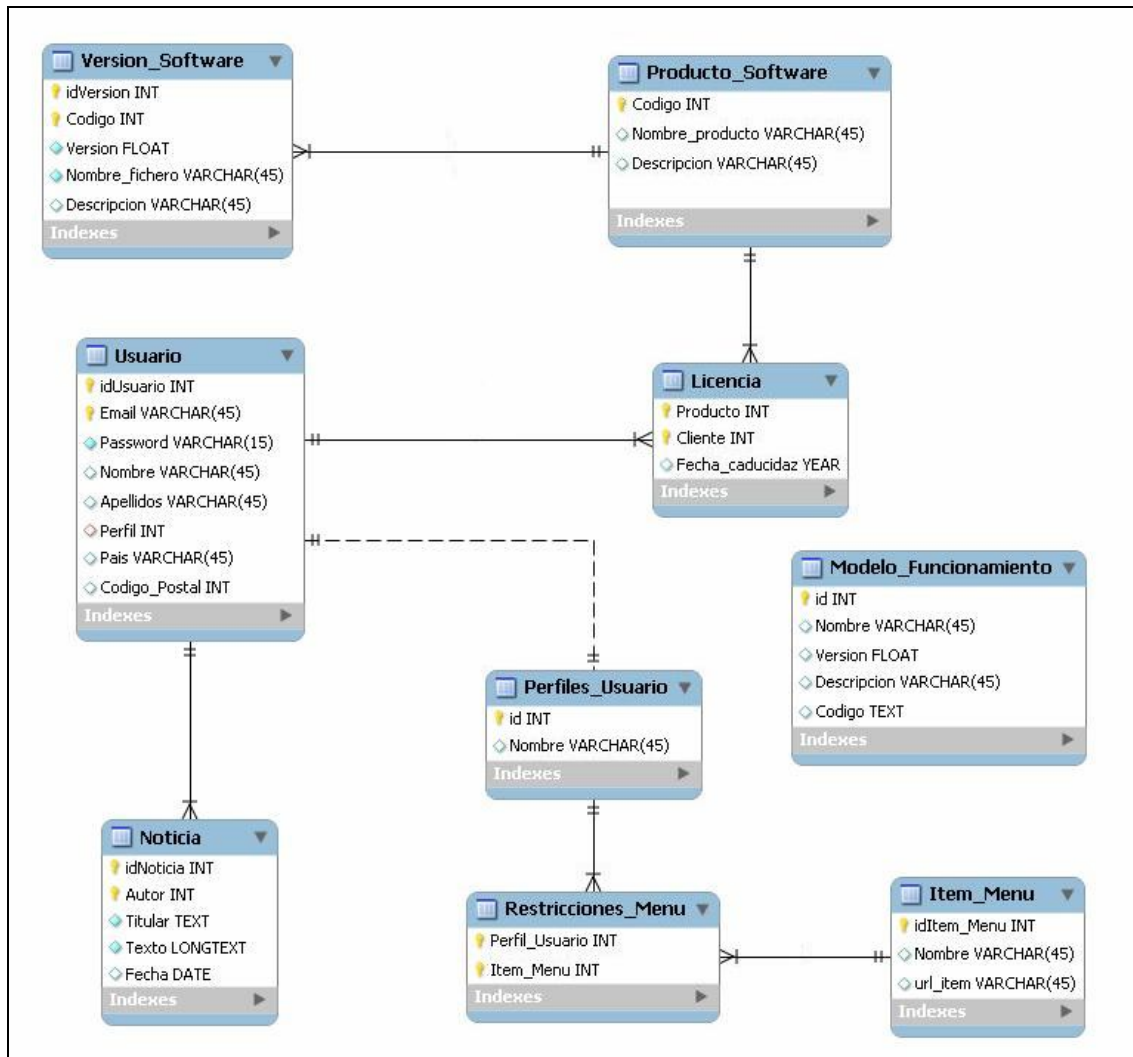 Version_Software
idVersion INT
Codigo INT
Version FLOAT
Nombre_fichero VARCHAR(45)
Descripcion VARCHAR(45)
Indexes
Producto_Software
Codigo INT
Nombre_producto VARCHAR(45)
Descripcion VARCHAR(45)
Indexes
Usuario
idUsuario INT
Email VARCHAR(45)
Password VARCHAR(15)
Nombre VARCHAR(45)
Apellidos VARCHAR(45)
Perfil INT
Pais VARCHAR(45)
Codigo_Postal INT
Indexes
Licencia
Producto INT
Cliente INT
Fecha_caducidaz YEAR
Indexes
Modelo_Funcionamiento
id INT
Nombre VARCHAR(45)
Version FLOAT
Descripcion VARCHAR(45)
Codigo TEXT
Indexes
Perfiles_Usuario
id INT
Nombre VARCHAR(45)
Indexes
Noticia
idNoticia INT
Autor INT
Titular TEXT
Texto LONGTEXT
Fecha DATE
Indexes
Restricciones_Menu
Perfil_Usuario INT
Item_Menu INT
Indexes
Item_Menu
idItem_Menu INT
Nombre VARCHAR(45)
url_item VARCHAR(45)
Indexes